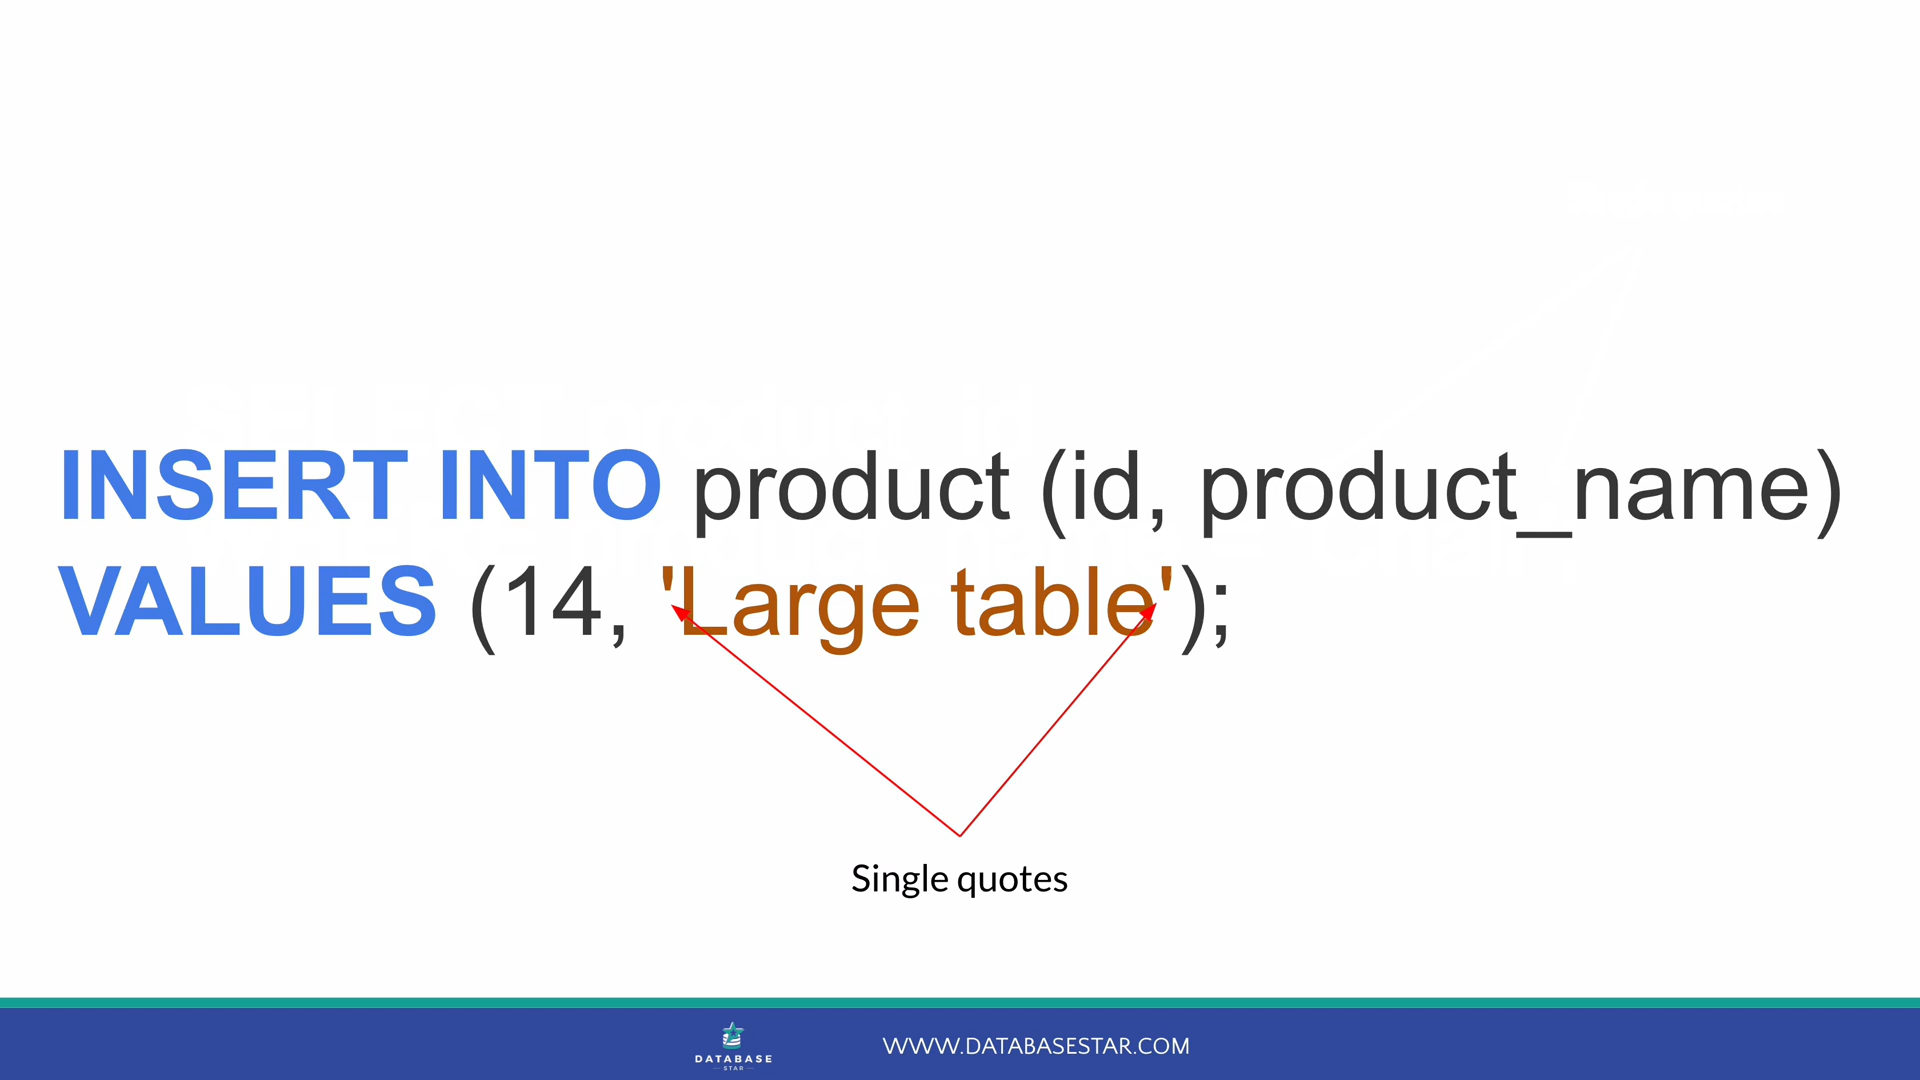 INSERT INTO product (id, product_name)
VALUES (14, 'Large table');
Single quotes
DATABASE
STAR
WWW.DATABASESTAR.COM